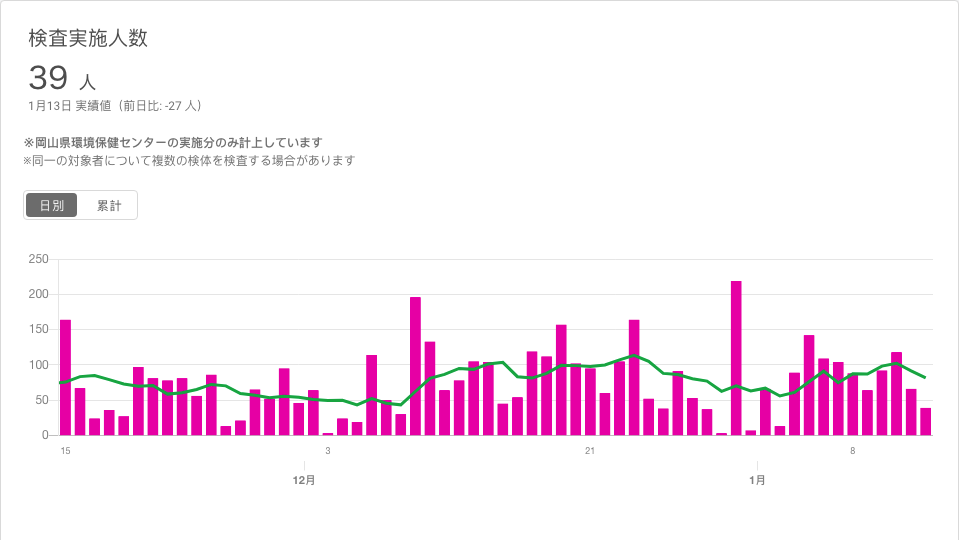 検査実施人数
39 人
1月13日 実績値（前日比: -27 人）
※岡山県環境保健センターの実施分のみ計上しています
※同一の対象者について複数の検体を検査する場合があります
日別 累計
250
200
150
100
50
0
15 3 21 8
12月 1月